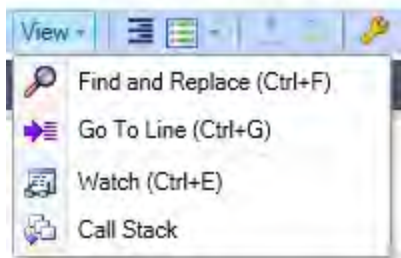 View
Find and Replace (Ctrl+F)
Go To Line (Ctrl+G)
Watch (Ctrl+E)
Call Stack